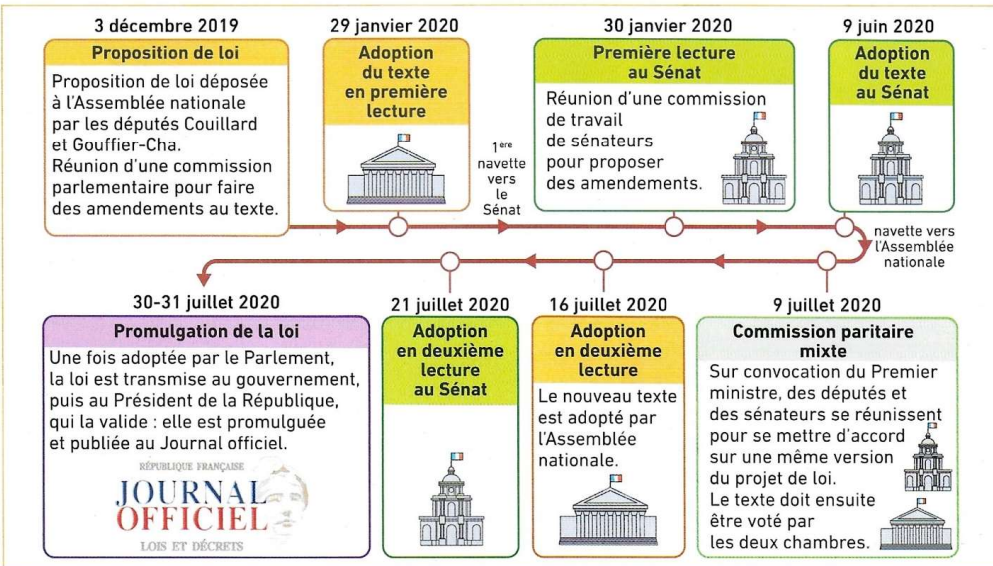 3 décembre 2019
Proposition de loi
Proposition de loi déposée
à l'Assemblée nationale
par les députés Couillard
et Gouffier-Cha.
Réunion d'une commission
parlementaire pour faire
des amendements au texte.
29 janvier 2020
Adoption
du texte
en première
lecture
1ere
navette
vers
le
Sénat
30 janvier 2020
Première lecture
au Sénat
Réunion d'une commission
de travail
de sénateurs
pour proposer
des amendements.
9 juin 2020
Adoption
du texte
au Sénat
navette vers
l'Assemblée
nationale
9 juillet 2020
Commission paritaire
mixte
Sur convocation du Premier
ministre, des députés et
des sénateurs se réunissent
pour se mettre d'accord
sur une même version
du projet de loi.
Le texte doit ensuite
être voté par
les deux chambres.
16 juillet 2020
Adoption
en deuxième
lecture
Le nouveau texte
est adopté par
l'Assemblée
nationale.
21 juillet 2020
Adoption
en deuxième
lecture
au Sénat
30-31 juillet 2020
Promulgation de la loi
Une fois adoptée par le Parlement,
la loi est transmise au gouvernement,
puis au Président de la République,
qui la valide : elle est promulguée
et publiée au Journal officiel.
RÉPUBLIQUE FRANÇAISE
JOURNAL
OFFICIEL
LOIS ET DÉCRETS